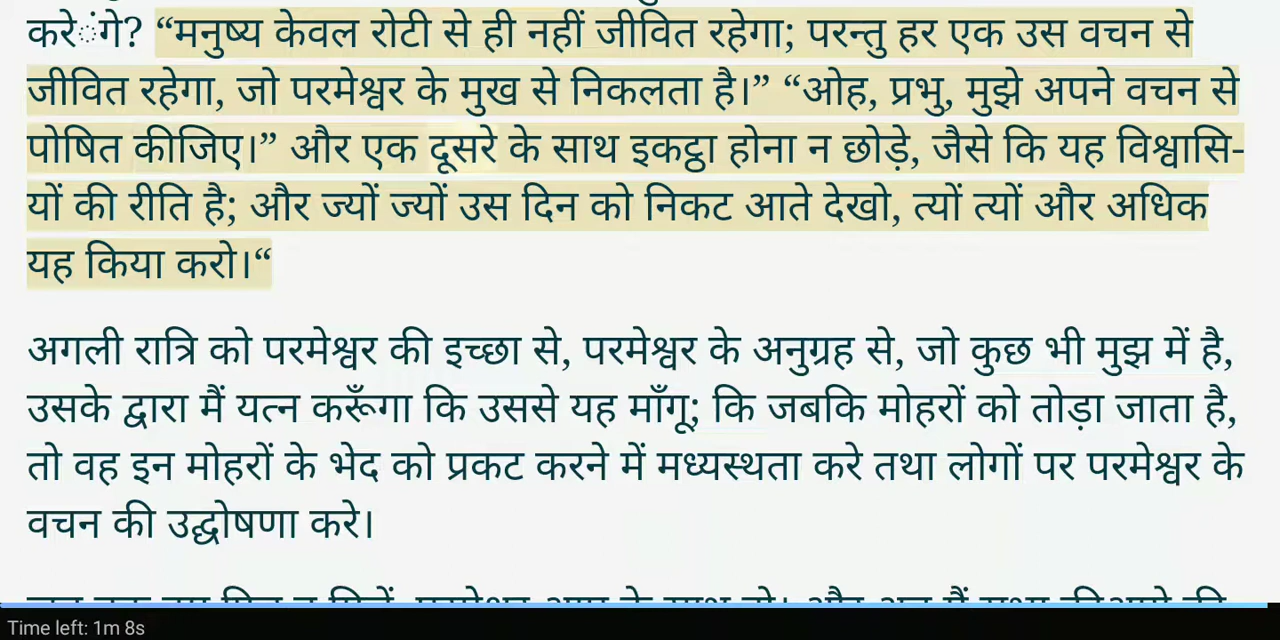 करेंगे? “मनुष्य केवल रोटी से ही नहीं जीवित रहेगा; परन्तु हर एक उस वचन से
जीवित रहेगा, जो परमेश्वर के मुख से निकलता है।” “ओह, प्रभु, मुझे अपने वचन से
पोषित कीजिए।” और एक दूसरे के साथ इकट्ठा होना न छोड़े, जैसे कि यह विश्वासि-
यों की रीति है; और ज्यों ज्यों उस दिन को निकट आते देखो, त्यों त्यों और अधिक
यह किया करो।“
अगली रात्रि को परमेश्वर की इच्छा से, परमेश्वर के अनुग्रह से, जो कुछ भी मुझ में है,
उसके द्वारा मैं यत्न करूँगा कि उससे यह माँगू; कि जबकि मोहरों को तोड़ा जाता है,
तो वह इन मोहरों के भेद को प्रकट करने में मध्यस्थता करे तथा लोगों पर परमेश्वर के
वचन की उद्घोषणा करे।
Time left: 1m 8s